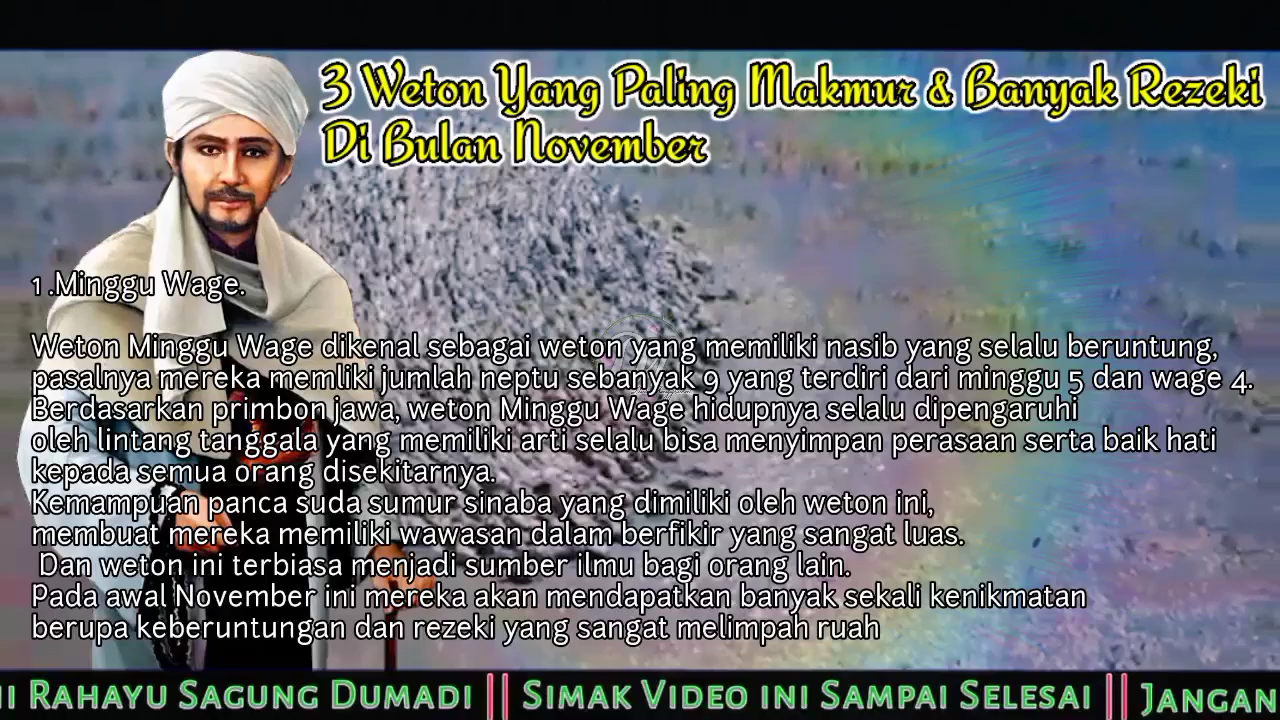 3 Weton Yang Paling Makmur & Banyak Rezeki
Di Bulan November
1.Minggu Wage.
Weton Minggu Wage dikenal sebagai weton yang memiliki nasib yang selalu beruntung,
pasalnya mereka memliki jumlah neptu sebanyak 9 yang terdiri dari minggu 5 dan wage 4.
Berdasarkan primbon jawa, weton Minggu Wage hidupnya selalu dipengaruhi
oleh lintang tanggala yang memiliki arti selalu bisa menyimpan perasaan serta baik hati
kepada semua orang disekitarnya.
Kemampuan panca suda sumur sinaba yang dimiliki oleh weton ini,
membuat mereka memiliki wawasan dalam berfikir yang sangat luas.
Dan weton ini terbiasa menjadi sumber ilmu bagi orang lain.
Pada awal November ini mereka akan mendapatkan banyak sekali kenikmatan
berupa keberuntungan dan rezeki yang sangat melimpah ruah
Rahayu Sagung Dumadi || Simak Video ini Sampai Selesai || Jangan